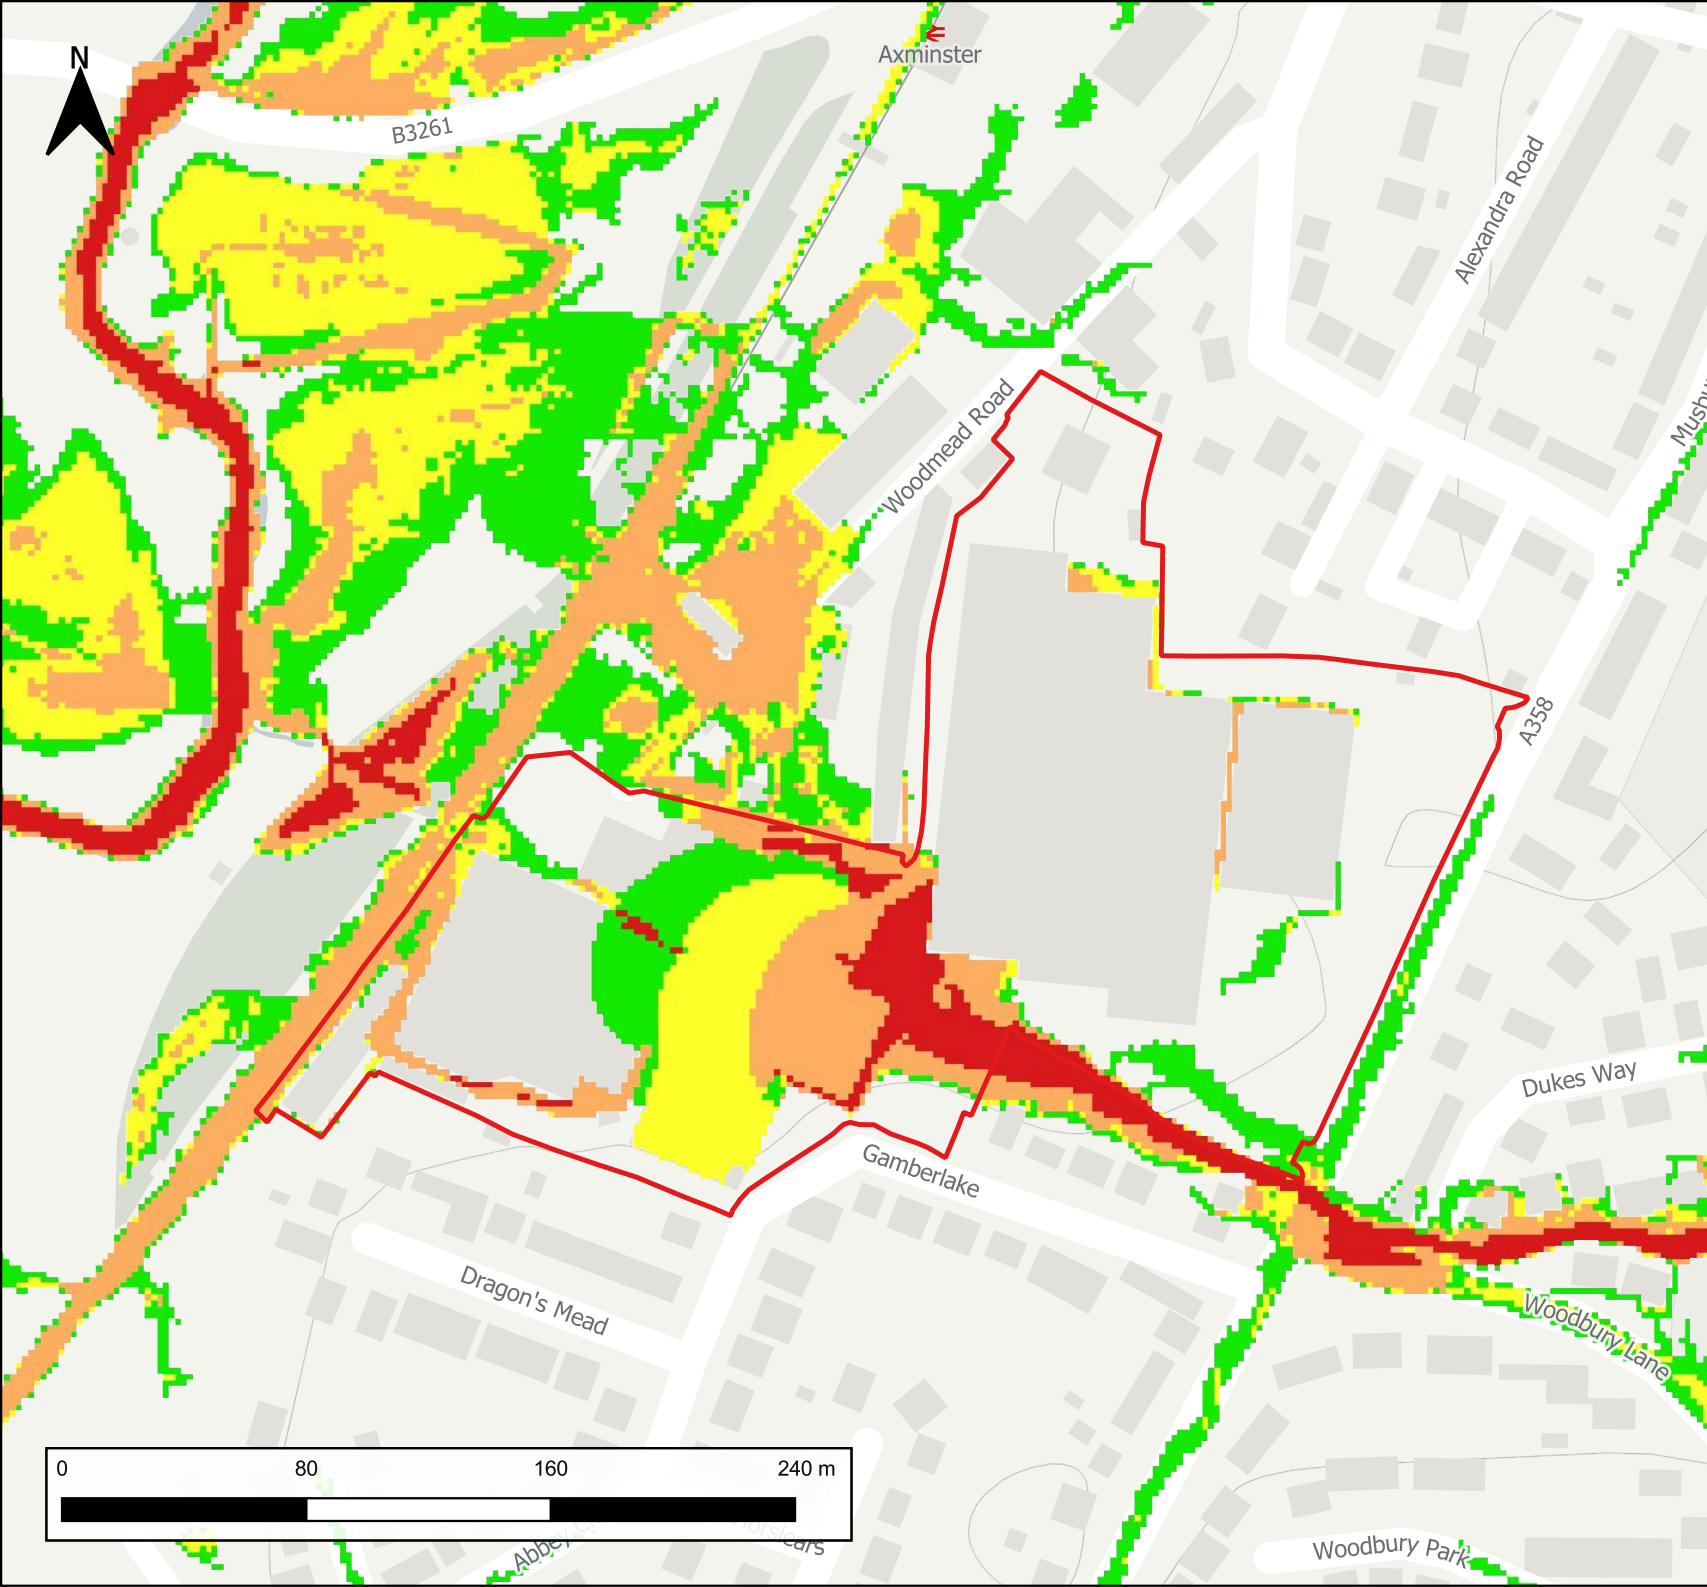 N
Axminster
B3261
Alexandra Road
Woodmead Road
A358
Dukes Way
Gamberlake
Dragon's Mead
Woodbury Lane
0 80 160 240 m
Abbey
Woodbury Park